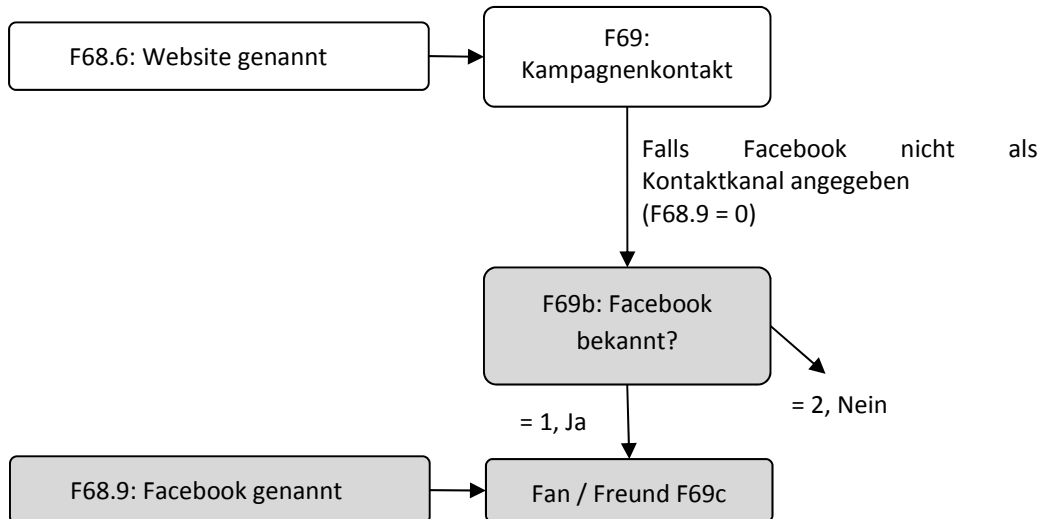 F68.6: Website genannt
F69:
Kampagnenkontakt
Falls Facebook nicht als
Kontaktkanal angegeben
(F68.9 = 0)
F69b: Facebook
bekannt?
= 2, Nein
= 1, Ja
F68.9: Facebook genannt
Fan / Freund F69c